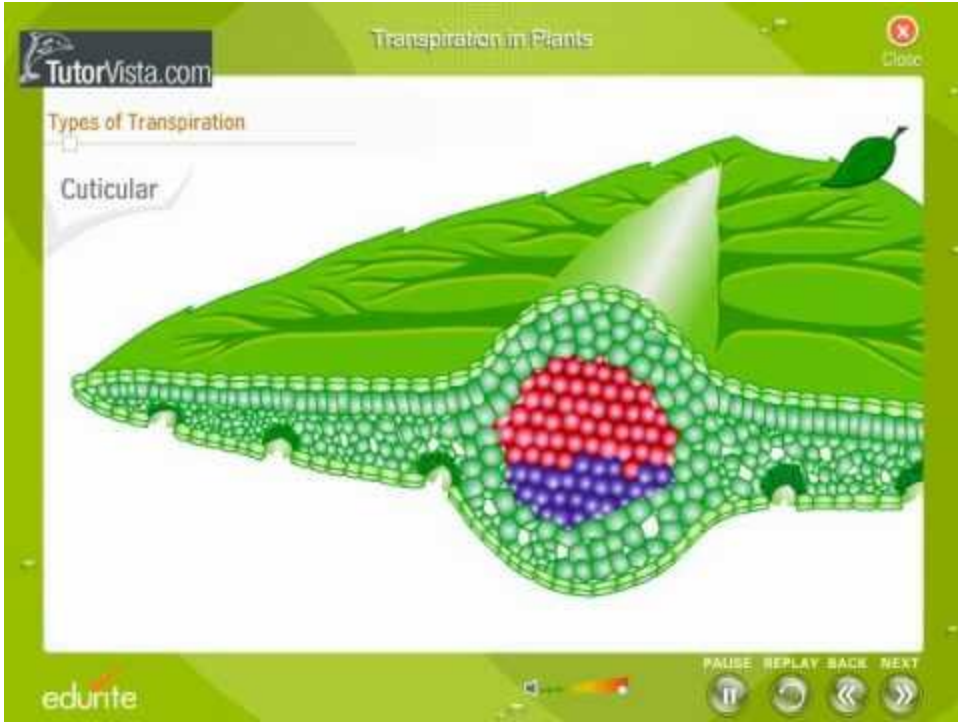 Transpiration in Plants
Close
TutorVista.com
Types of Transpiration
Cuticular
PAUSE REPLAY BACK NEXT
edurite